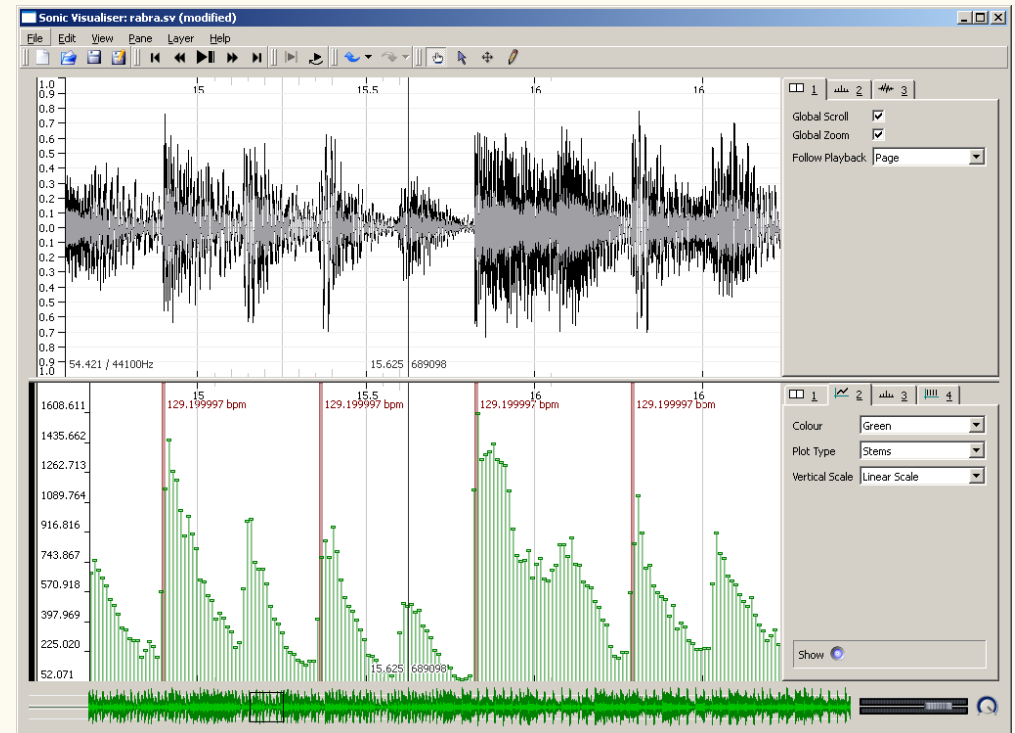 Sonic Visualiser: rabra.sv (modified)
File Edit View Pane Layer Help
1.0
0.9
0.8
0.7
0.6
0.5
0.4
0.3
0.2
0.1
0.0
0.1
0.2
0.3
0.4
0.5
0.6
0.7
0.8
0.9
1.0
15 15.5 16 16
54.421 / 44100Hz
15.625 689098
1 2 3
Global Scroll
Global Zoom
Follow Playback Page
15 15.5 16 16
129.199997 bpm 129.199997 bpm 129.199997 bpm 129.199997 bpm
1608.611
1435.662
1262.713
1089.764
916.816
743.867
570.918
397.969
225.020
52.071
15.625 689098
1 2 3 4
Colour Green
Plot Type Stems
Vertical Scale Linear Scale
Show